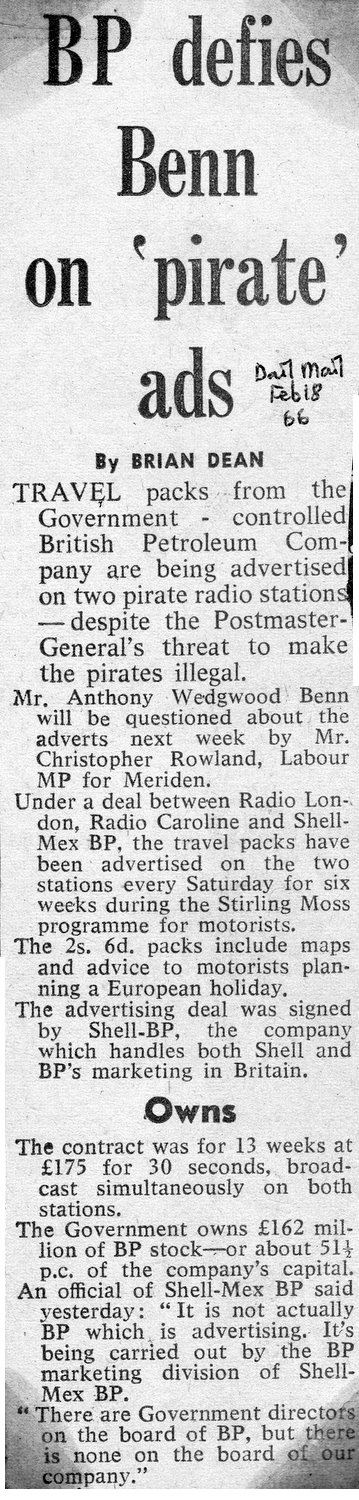 BP defies
Benn
on ‘pirate’
ads
Dail Mail
Feb 18
66
By BRIAN DEAN
TRAVEL packs from the
Government - controlled
British Petroleum Com-
pany are being advertised
on two pirate radio stations
—despite the Postmaster-
General's threat to make
the pirates illegal.
Mr. Anthony Wedgwood Benn
will be questioned about the
adverts next week by Mr.
Christopher Rowland, Labour
MP for Meriden.
Under a deal between Radio Lon-
don, Radio Caroline and Shell-
Mex BP, the travel packs have
been advertised on the two
stations every Saturday for six
weeks during the Stirling Moss
programme for motorists.
The 2s. 6d. packs include maps
and advice to motorists plan-
ning a European holiday.
The advertising deal was signed
by Shell-BP, the company
which handles both Shell and
BP's marketing in Britain.
Owns
The contract was for 13 weeks at
£175 for 30 seconds, broad-
cast simultaneously on both
stations.
The Government owns £162 mil-
lion of BP stock—or about 51½
p.c. of the company's capital.
An official of Shell-Mex BP said
yesterday: “It is not actually
BP which is advertising. It's
being carried out by the BP
marketing division of Shell-
Mex BP.
“There are Government directors
on the board of BP, but there
is none on the board of our
company.”